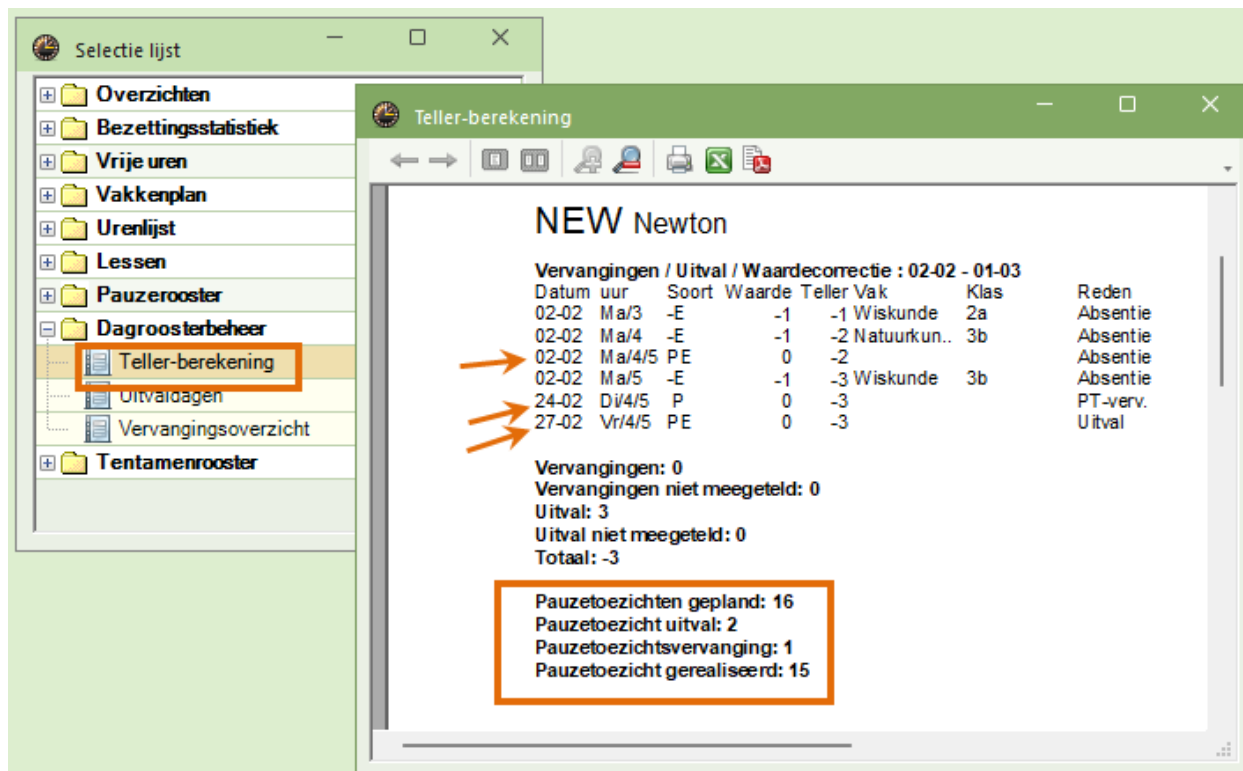 Selectie lijst
Overzichten
Bezettingsstatistiek
Vrije uren
Vakkenplan
Urenlijst
Lessen
Pauzerooster
Dagroosterbeheer
Teller-berekening
Uitvaldagen
Vervangingsoverzicht
Tentamenrooster
Teller-berekening
NEW Newton
Vervangingen / Uitval / Waardecorrectie : 02-02 - 01-03
Datum uur Soort Waarde Teller Vak Klas Reden
02-02 Ma/3 -E -1 -1 Wiskunde 2a Absentie
02-02 Ma/4 -E -1 -2 Natuurkun.. 3b Absentie
02-02 Ma/4/5 PE 0 -2 Absentie
02-02 Ma/5 -E -1 -3 Wiskunde 3b Absentie
24-02 Di/4/5 P 0 -3 PT-verv.
27-02 Vr/4/5 PE 0 -3 Uitval
Vervangingen: 0
Vervangingen niet meegeteld: 0
Uitval: 3
Uitval niet meegeteld: 0
Totaal: -3
Pauzetoezichten gepland: 16
Pauzetoezicht uitval: 2
Pauzetoezichtsvervanging: 1
Pauzetoezicht gerealiseerd: 15